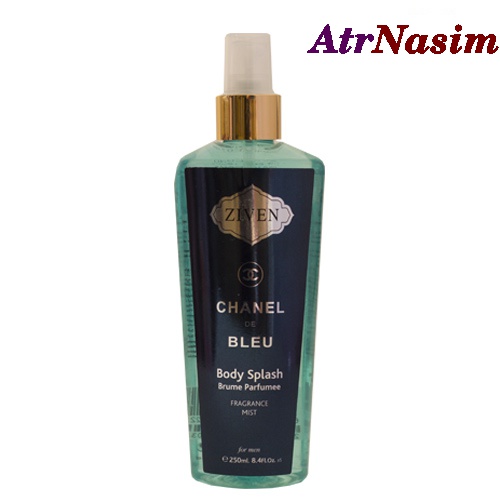 AtrNasim
ZIVEN
CHANEL
DE
BLEU
Body Splash
Brume Parfumee
FRAGRANCE
MIST
for men
℮ 250ml. 8.4fl.Oz.